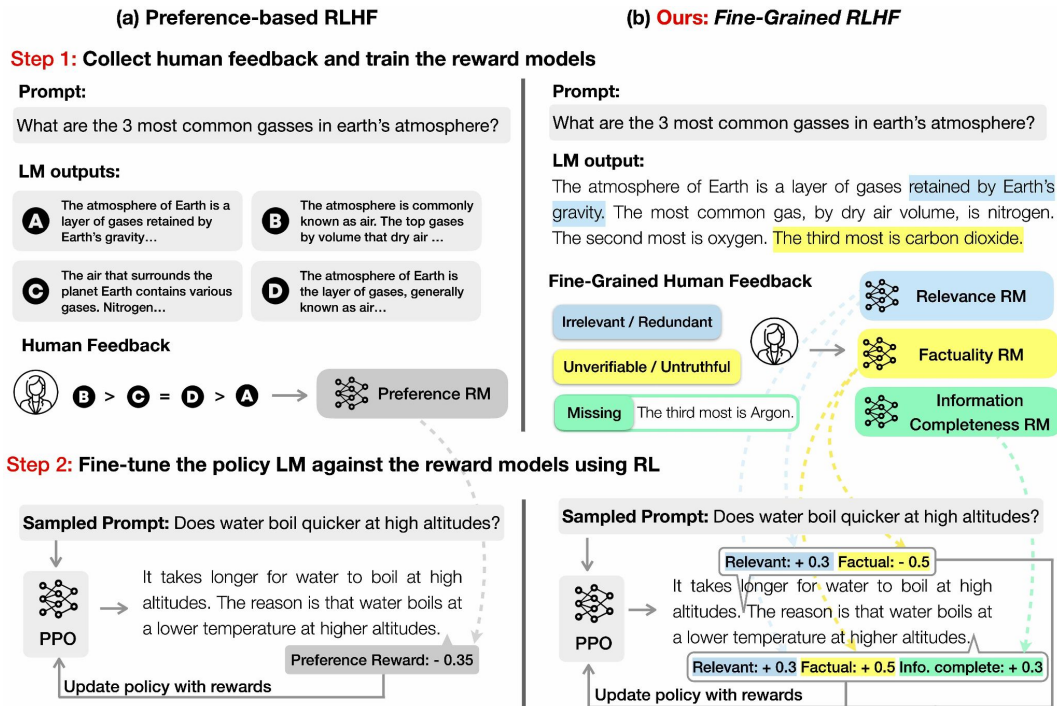 (a) Preference-based RLHF
(b) Ours: Fine-Grained RLHF
Step 1: Collect human feedback and train the reward models
Prompt:
What are the 3 most common gasses in earth's atmosphere?
LM outputs:
A
The atmosphere of Earth is a
layer of gases retained by
Earth's gravity…
B
The atmosphere is commonly
known as air. The top gases
by volume that dry air …
C
The air that surrounds the
planet Earth contains various
gases. Nitrogen…
D
The atmosphere of Earth is
the layer of gases, generally
known as air…
Human Feedback
B > C = D > A
Preference RM
Prompt:
What are the 3 most common gasses in earth's atmosphere?
LM output:
The atmosphere of Earth is a layer of gases retained by Earth's
gravity. The most common gas, by dry air volume, is nitrogen.
The second most is oxygen. The third most is carbon dioxide.
Fine-Grained Human Feedback
Irrelevant / Redundant
Unverifiable / Untruthful
Missing The third most is Argon.
Relevance RM
Factuality RM
Information
Completeness RM
Step 2: Fine-tune the policy LM against the reward models using RL
Sampled Prompt: Does water boil quicker at high altitudes?
PPO
It takes longer for water to boil at high
altitudes. The reason is that water boils at
a lower temperature at higher altitudes.
Preference Reward: - 0.35
Update policy with rewards
Sampled Prompt: Does water boil quicker at high altitudes?
Relevant: + 0.3 Factual: - 0.5
PPO
It takes longer for water to boil at high
altitudes. The reason is that water boils at
a lower temperature at higher altitudes.
Relevant: + 0.3 Factual: + 0.5 Info. complete: + 0.3
Update policy with rewards